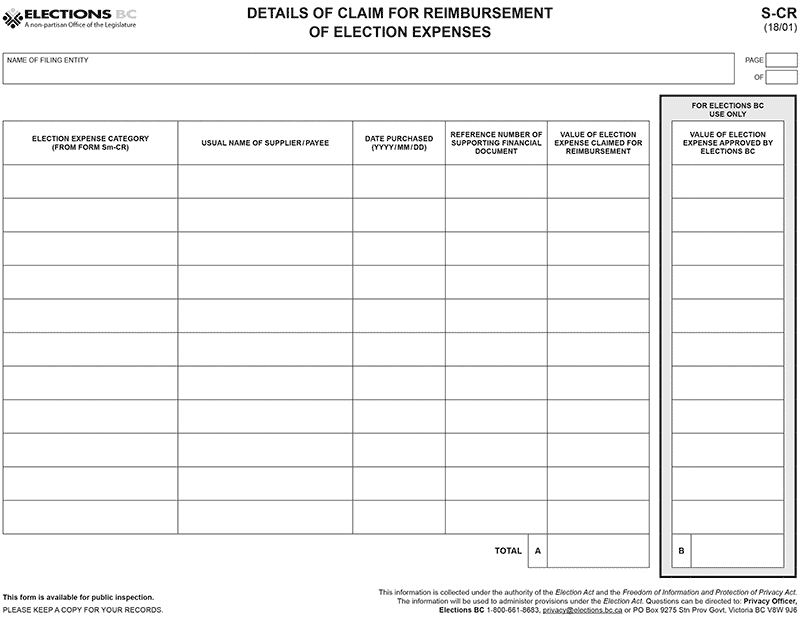 ELECTIONS BC
A non-partisan Office of the Legislature
DETAILS OF CLAIM FOR REIMBURSEMENT
OF ELECTION EXPENSES
S-CR
(18/01)
NAME OF FILING ENTITY
PAGE
OF
FOR ELECTIONS BC
USE ONLY
ELECTION EXPENSE CATEGORY
(FROM FORM Sm-CR)
USUAL NAME OF SUPPLIER/PAYEE
DATE PURCHASED
(YYYY/MM/DD)
REFERENCE NUMBER OF
SUPPORTING FINANCIAL
DOCUMENT
VALUE OF ELECTION
EXPENSE CLAIMED FOR
REIMBURSEMENT
VALUE OF ELECTION
EXPENSE APPROVED BY
ELECTIONS BC
TOTAL A
B
This form is available for public inspection.
PLEASE KEEP A COPY FOR YOUR RECORDS.
This information is collected under the authority of the Election Act and the Freedom of Information and Protection of Privacy Act.
The information will be used to administer provisions under the Election Act. Questions can be directed to: Privacy Officer,
Elections BC 1-800-661-8683, privacy@elections.bc.ca or PO Box 9275 Stn Prov Govt. Victoria BC V8W 9J6